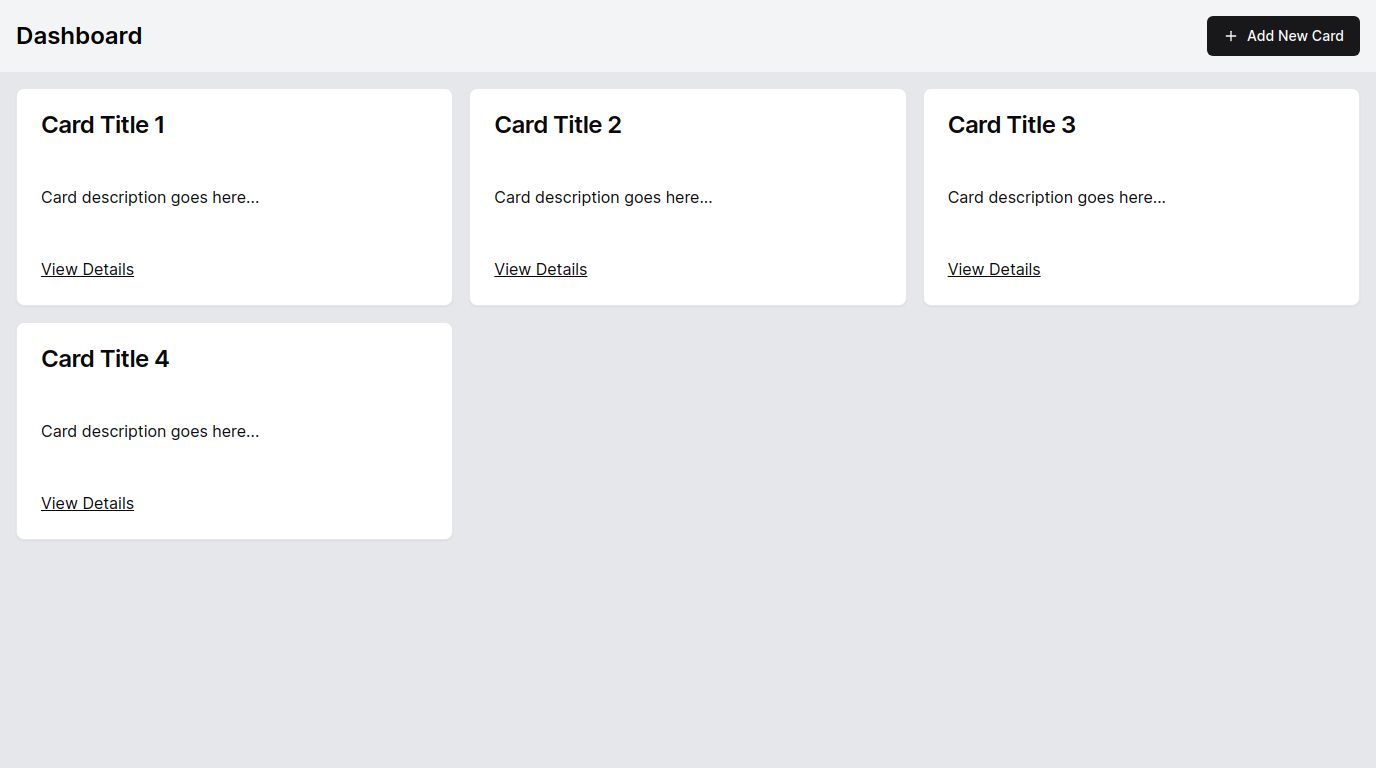 Dashboard
Add New Card
Card Title 1
Card description goes here...
View Details
Card Title 2
Card description goes here...
View Details
Card Title 3
Card description goes here...
View Details
Card Title 4
Card description goes here...
View Details